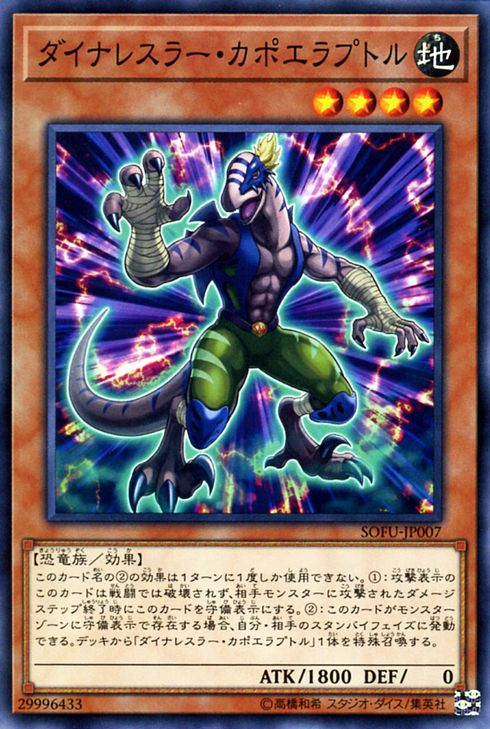 ダイナレスラー・カポエラプトル
地
SOFU-JP007
[恐竜族/効果]
このカード名の②の効果は1ターンに1度しか使用できない。①:攻撃表示の
このカードは戦闘では破壊されず、相手モンスターに攻撃されたダメージ
ステップ終了時にこのカードを守備表示にする。②:このカードがモンスター
ゾーンに守備表示で存在する場合、自分・相手のスタンバイフェイズに発動
できる。デッキから「ダイナレスラー・カポエラプトル」1体を特殊召喚する。
ATK/1800 DEF/ 0
29996433
©高橋和希 スタジオ・ダイス/集英社